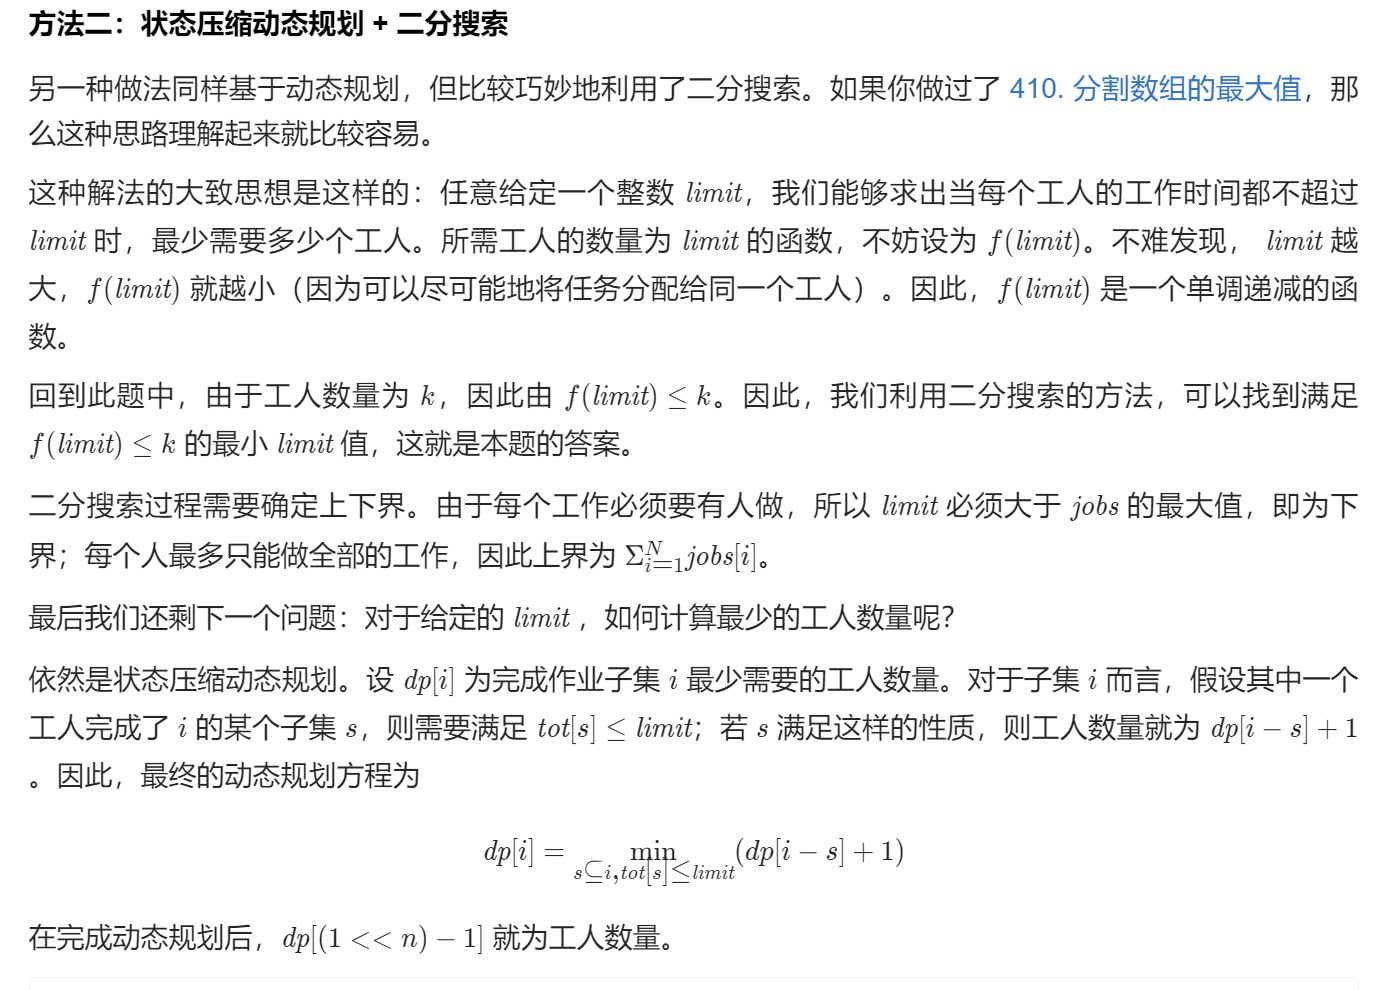 方法二：状态压缩动态规划 + 二分搜索
另一种做法同样基于动态规划，但比较巧妙地利用了二分搜索。如果你做过了 410. 分割数组的最大值，那
么这种思路理解起来就比较容易。
这种解法的大致思想是这样的：任意给定一个整数 limit，我们能够求出当每个工人的工作时间都不超过
limit 时，最少需要多少个工人。所需工人的数量为 limit 的函数，不妨设为 f(limit)。不难发现， limit 越
大，f(limit) 就越小（因为可以尽可能地将任务分配给同一个工人）。因此，f(limit) 是一个单调递减的函
数。
回到此题中，由于工人数量为 k，因此由 f(limit) ≤ k。因此，我们利用二分搜索的方法，可以找到满足
f(limit) ≤ k 的最小 limit 值，这就是本题的答案。
二分搜索过程需要确定上下界。由于每个工作必须要有人做，所以 limit 必须大于 jobs 的最大值，即为下
界；每个人最多只能做全部的工作，因此上界为 Σ_{i=1}^{N} jobs[i]。
最后我们还剩下一个问题：对于给定的 limit ，如何计算最少的工人数量呢？
依然是状态压缩动态规划。设 dp[i] 为完成作业子集 i 最少需要的工人数量。对于子集 i 而言，假设其中一个
工人完成了 i 的某个子集 s，则需要满足 tot[s] ≤ limit；若 s 满足这样的性质，则工人数量就为 dp[i − s] + 1
。因此，最终的动态规划方程为
dp[i] = min_{s⊆i,tot[s]≤limit} (dp[i − s] + 1)
在完成动态规划后，dp[(1 << n) − 1] 就为工人数量。